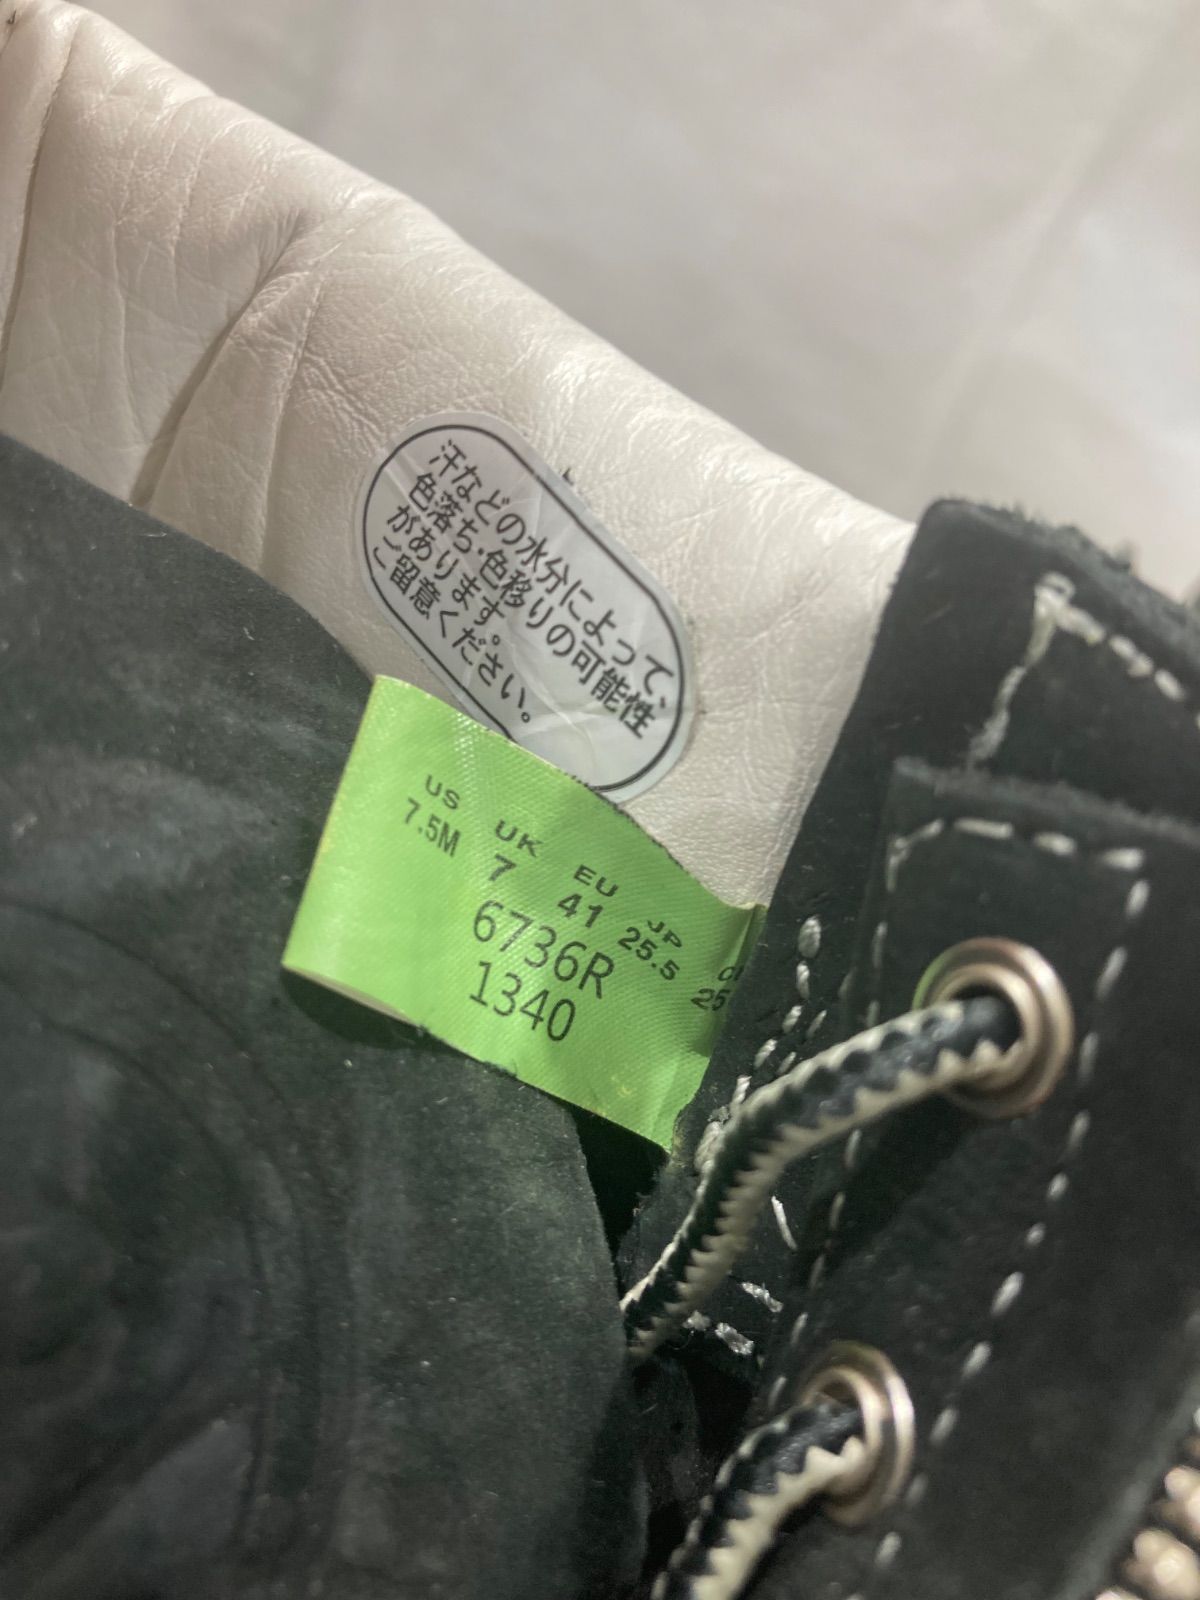 汗などの水分によって、
色落ち・色移りの可能性
があります。
ご留意ください。
US UK EU JP
7.5M 7 41 25.5 25
6736R
1340